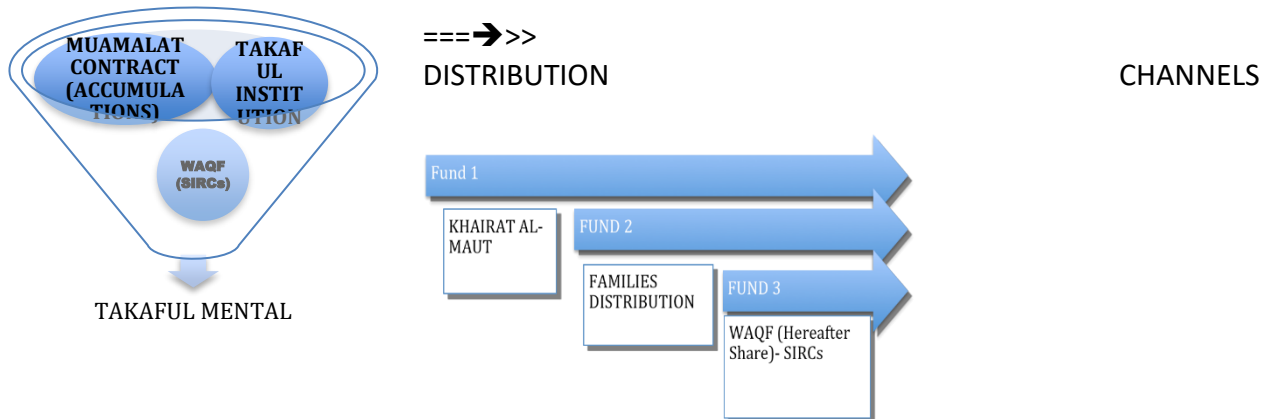 MUAMALAT
CONTRACT
(ACCUMULA
TIONS)
TAKAF
UL
INSTIT
UTION
WAQF
(SIRCs)
TAKAFUL MENTAL
===➔>>
DISTRIBUTION CHANNELS
Fund 1
KHAIRAT AL-
MAUT
FUND 2
FAMILIES
DISTRIBUTION
FUND 3
WAQF (Hereafter
Share)- SIRCs